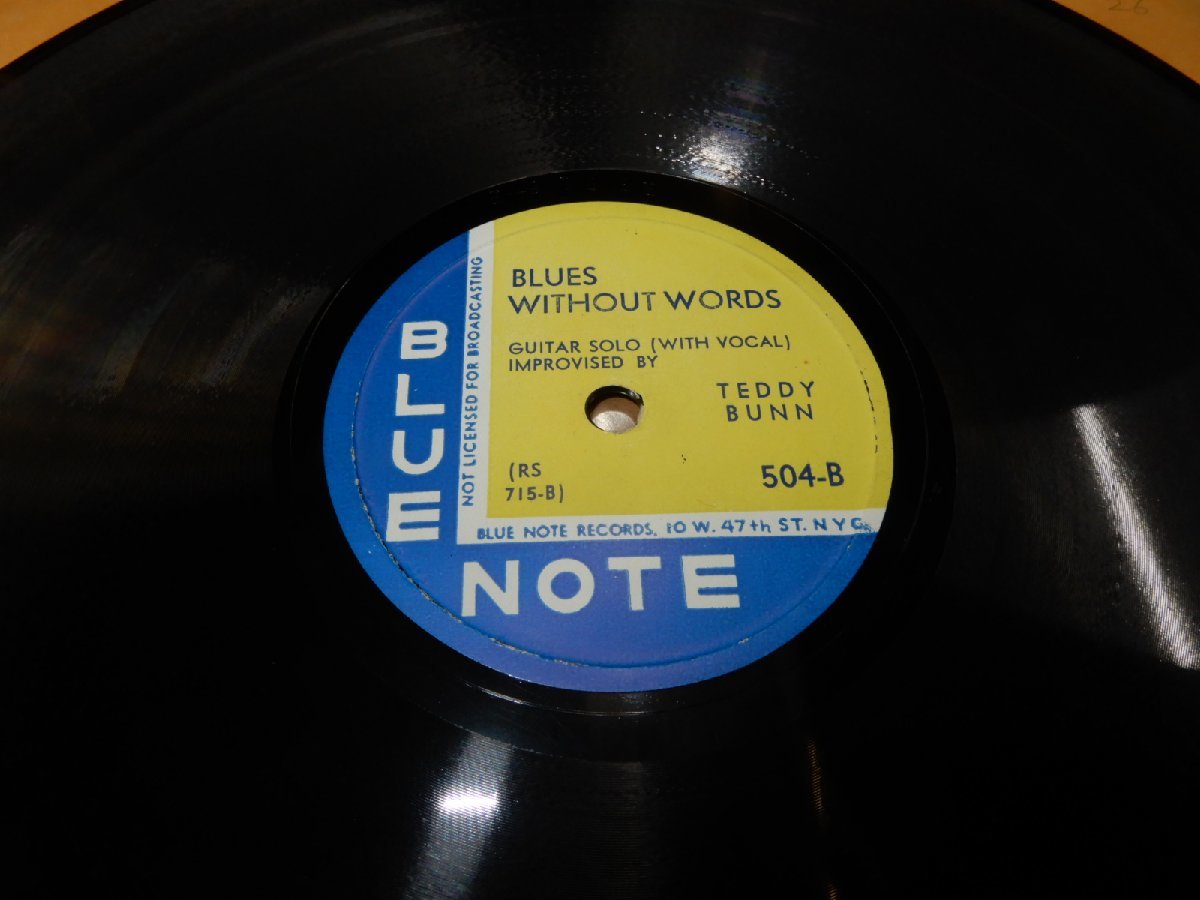 BLUES
WITHOUT WORDS
GUITAR SOLO (WITH VOCAL)
IMPROVISED BY
TEDDY
BUNN
(RS
715-B)
504-B
NOT LICENSED FOR BROADCASTING
BLUE NOTE RECORDS, 10 W. 47th ST. N Y C
BLUE
NOTE
26